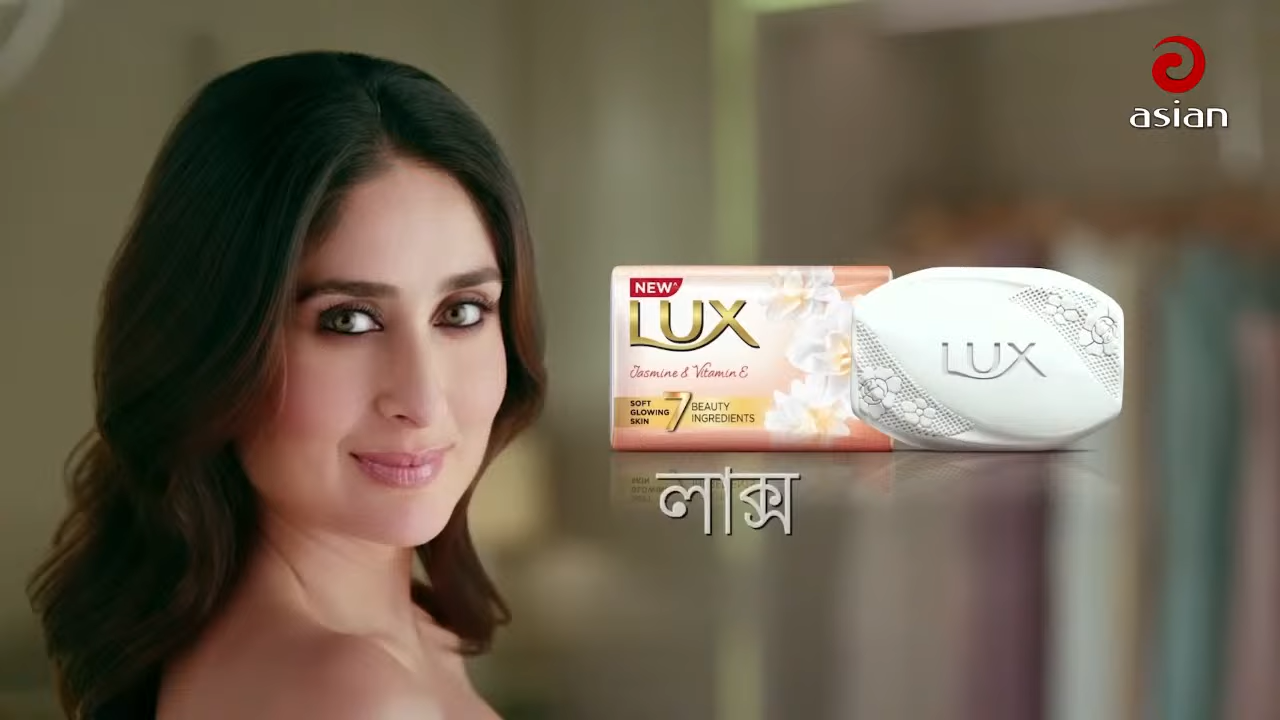 asian
NEW^
LUX
Jasmine & Vitamin E
SOFT GLOWING SKIN
7 BEAUTY INGREDIENTS
LUX
লাক্স